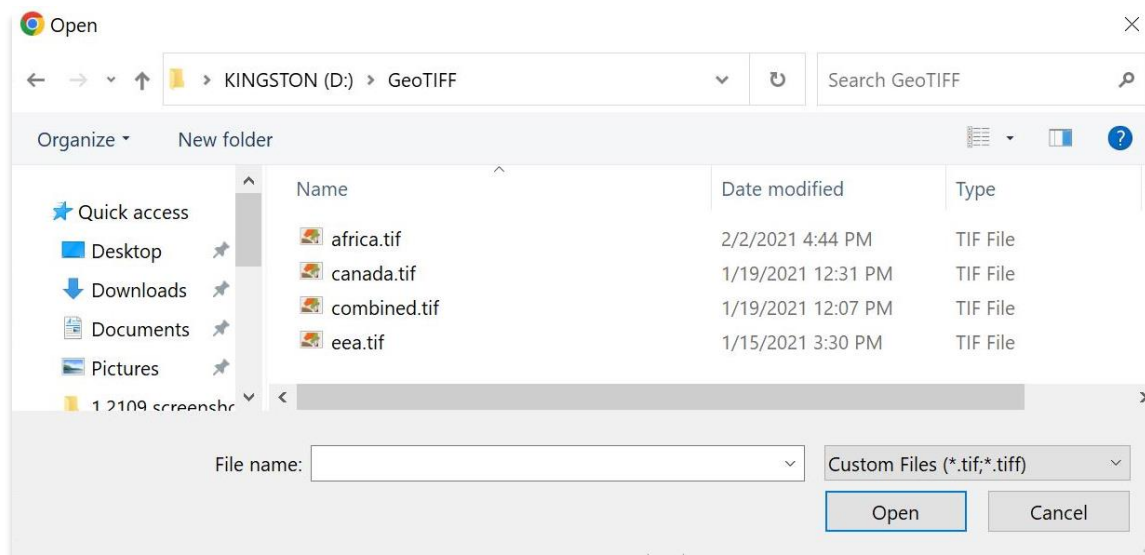 Open
KINGSTON (D:) > GeoTIFF
Search GeoTIFF
Organize
New folder
Name
Date modified
Type
Quick access
Desktop
Downloads
Documents
Pictures
1.2109 screensho
africa.tif 2/2/2021 4:44 PM TIF File
canada.tif 1/19/2021 12:31 PM TIF File
combined.tif 1/19/2021 12:07 PM TIF File
eea.tif 1/15/2021 3:30 PM TIF File
File name:
Custom Files (*.tif;*.tiff)
Open
Cancel